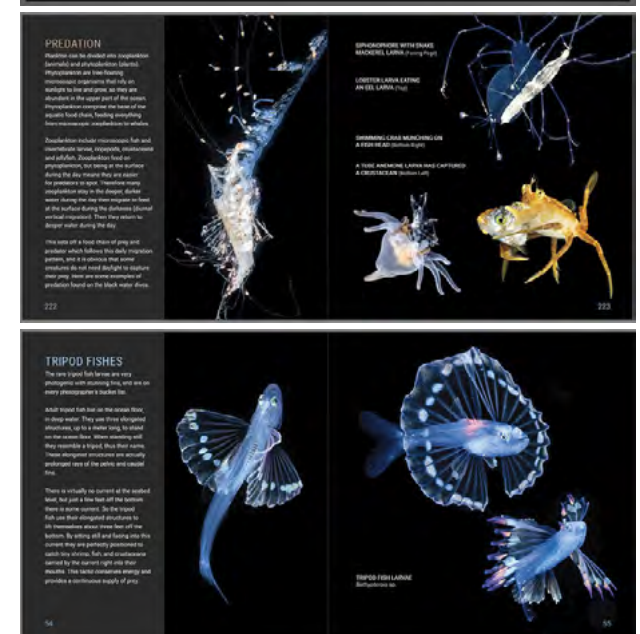 PREDATION
Plankton can be divided into zooplankton
(animals) and phytoplankton (plants).
Phytoplankton are free-floating
microscopic organisms that rely on
sunlight to live and grow, so they are
abundant in the upper part of the ocean.
Phytoplankton comprise the base of the
aquatic food chain, feeding everything
from microscopic zooplankton to whales.
Zooplankton include microscopic fish and
invertebrate larvae, copepods, crustaceans
and jellyfish. Zooplankton feed on
phytoplankton, but being at the surface
during the day means they are easier
for predators to spot. Therefore many
zooplankton stay in the deeper, darker
water during the day then migrate to feed
at the surface during the darkness (diurnal
vertical migration). Then they return to
deeper water during the day.
This sets off a food chain of prey and
predator which follows this daily migration
pattern, and it is obvious that some
creatures do not need daylight to capture
their prey. Here are some examples of
predation found on the black water dives.
222
SIPHONOPHORE WITH SNAKE
MACKEREL LARVA (Facing Page)
LOBSTER LARVA EATING
AN EEL LARVA (Top)
SWIMMING CRAB MUNCHING ON
A FISH HEAD (Bottom Right)
A TUBE ANEMONE LARVA HAS CAPTURED
A CRUSTACEAN (Bottom Left)
223
TRIPOD FISHES
The rare tripod fish larvae are very
photogenic with stunning fins, and are on
every photographer's bucket list.
Adult tripod fish live on the ocean floor,
in deep water. They use three elongated
structures, up to a meter long, to stand
on the ocean floor. When standing still
they resemble a tripod, thus their name.
These elongated structures are actually
prolonged rays of the pelvic and caudal
fins.
There is virtually no current at the seabed
level, but just a few feet off the bottom
there is some current. So the tripod
fish use their elongated structures to
lift themselves about three feet off the
bottom. By sitting still and facing into this
current they are perfectly positioned to
catch tiny shrimp, fish, and crustaceans
carried by the current right into their
mouths. This tactic conserves energy and
provides a continuous supply of prey.
54
TRIPOD FISH LARVAE
Bathypterois sp.
55